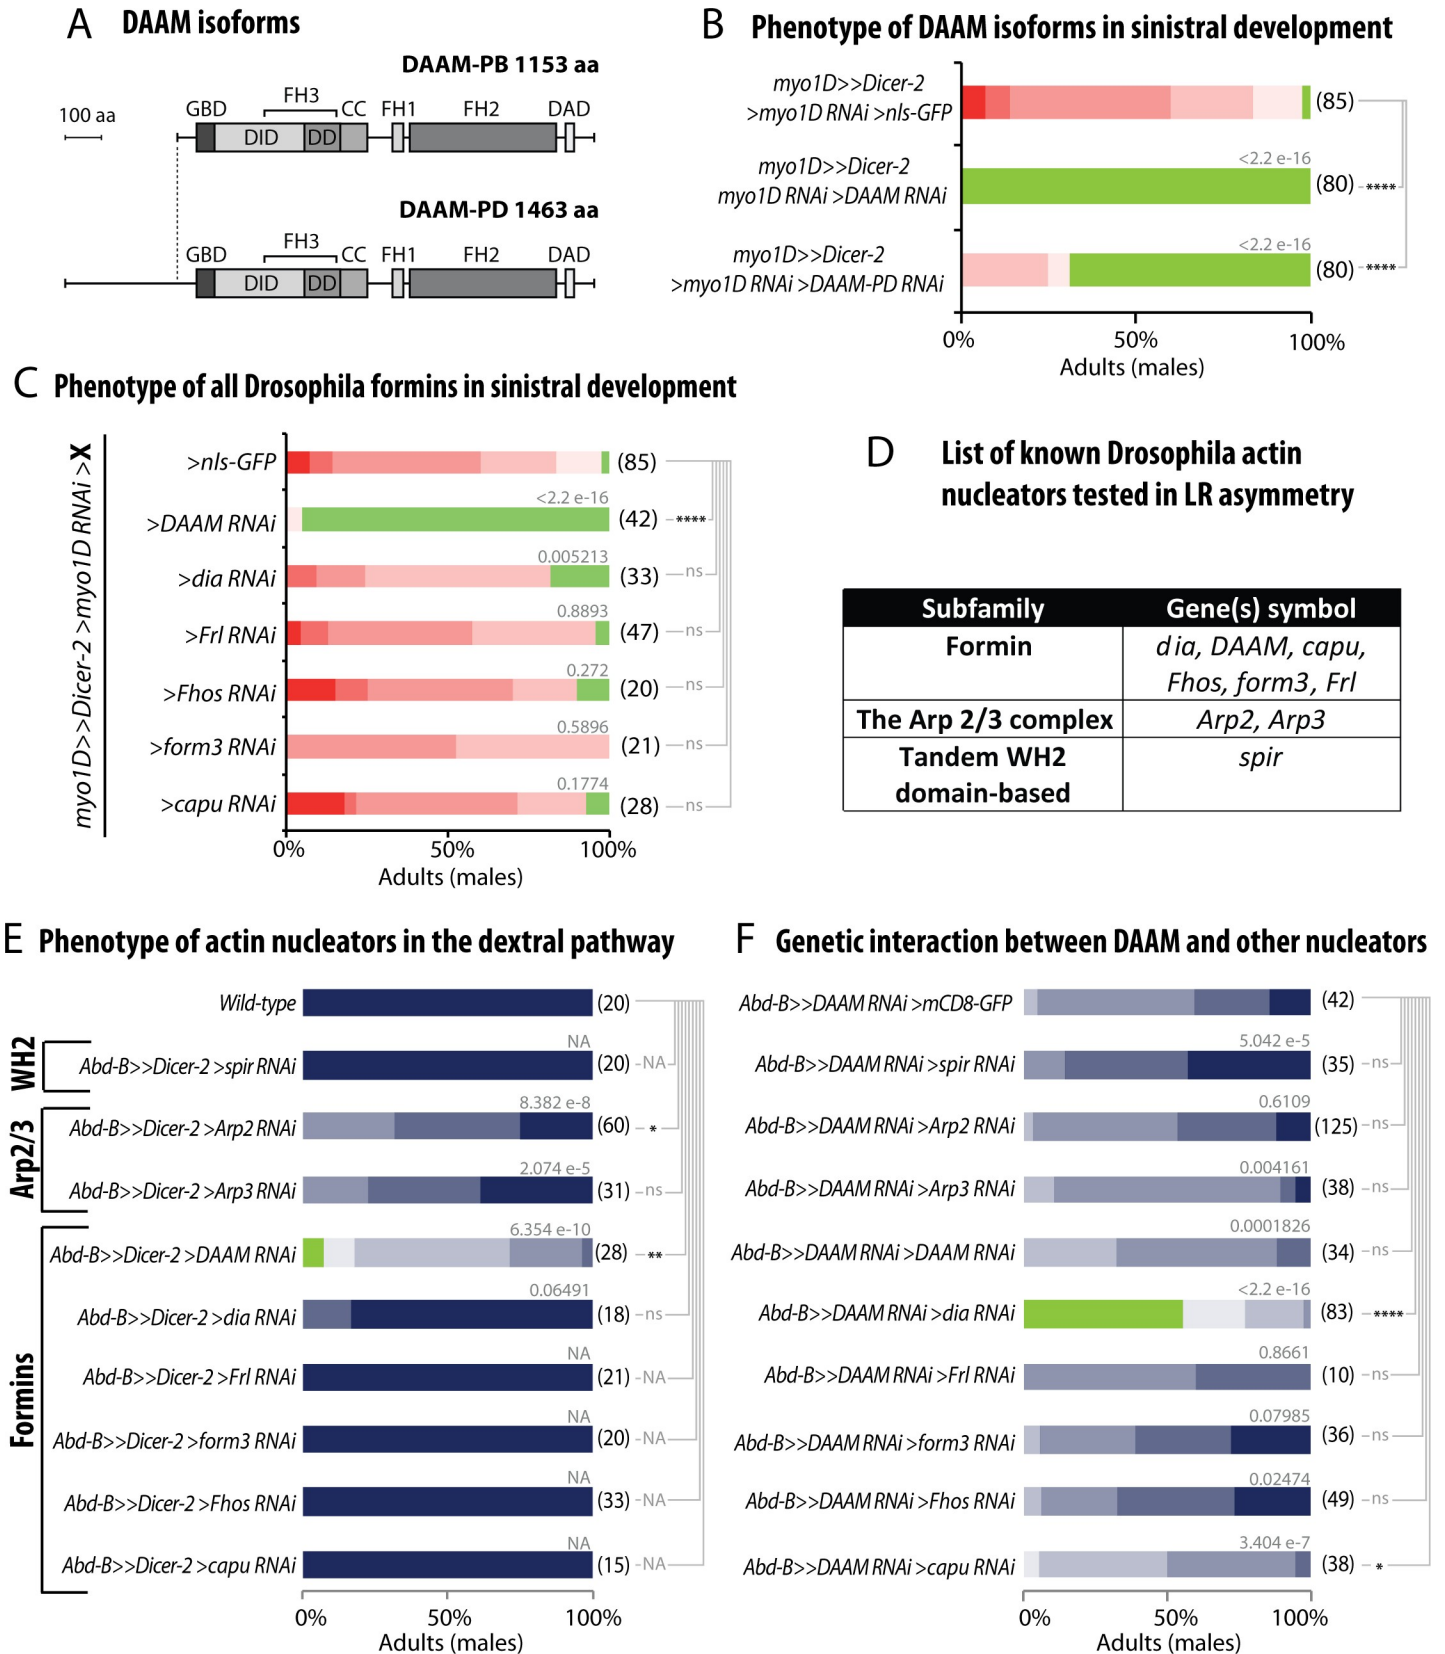 A DAAM isoforms
DAAM-PB 1153 aa
100 aa
GBD FH3 CC FH1 FH2 DAD
DID DD
DAAM-PD 1463 aa
GBD FH3 CC FH1 FH2 DAD
DID DD
B Phenotype of DAAM isoforms in sinistral development
myo1D>>Dicer-2
>myo1D RNAi >nls-GFP
(85)
<2.2 e-16
myo1D>>Dicer-2
myo1D RNAi >DAAM RNAi
(80) ****
<2.2 e-16
myo1D>>Dicer-2
>myo1D RNAi >DAAM-PD RNAi
(80) ****
0% 50% 100%
Adults (males)
C Phenotype of all Drosophila formins in sinistral development
myo1D>>Dicer-2 >myo1D RNAi >X
>nls-GFP (85)
<2.2 e-16
>DAAM RNAi (42) ****
0.005213
>dia RNAi (33) ns
0.8893
>Frl RNAi (47) ns
0.272
>Fhos RNAi (20) ns
0.5896
>form3 RNAi (21) ns
0.1774
>capu RNAi (28) ns
0% 50% 100%
Adults (males)
D List of known Drosophila actin
nucleators tested in LR asymmetry
Subfamily Gene(s) symbol
Formin dia, DAAM, capu,
Fhos, form3, Frl
The Arp 2/3 complex Arp2, Arp3
Tandem WH2 spir
domain-based
E Phenotype of actin nucleators in the dextral pathway
Wild-type (20)
WH2
NA
Abd-B>>Dicer-2 >spir RNAi (20) NA
Arp2/3
8.382 e-8
Abd-B>>Dicer-2 >Arp2 RNAi (60) *
2.074 e-5
Abd-B>>Dicer-2 >Arp3 RNAi (31) ns
Formins
6.354 e-10
Abd-B>>Dicer-2 >DAAM RNAi (28) **
0.06491
Abd-B>>Dicer-2 >dia RNAi (18) ns
NA
Abd-B>>Dicer-2 >Frl RNAi (21) NA
NA
Abd-B>>Dicer-2 >form3 RNAi (20) NA
NA
Abd-B>>Dicer-2 >Fhos RNAi (33) NA
NA
Abd-B>>Dicer-2 >capu RNAi (15) NA
0% 50% 100%
Adults (males)
F Genetic interaction between DAAM and other nucleators
Abd-B>>DAAM RNAi >mCD8-GFP (42)
5.042 e-5
Abd-B>>DAAM RNAi >spir RNAi (35) ns
0.6109
Abd-B>>DAAM RNAi >Arp2 RNAi (125) ns
0.004161
Abd-B>>DAAM RNAi >Arp3 RNAi (38) ns
0.0001826
Abd-B>>DAAM RNAi >DAAM RNAi (34) ns
<2.2 e-16
Abd-B>>DAAM RNAi >dia RNAi (83) ****
0.8661
Abd-B>>DAAM RNAi >Frl RNAi (10) ns
0.07985
Abd-B>>DAAM RNAi >form3 RNAi (36) ns
0.02474
Abd-B>>DAAM RNAi >Fhos RNAi (49) ns
3.404 e-7
Abd-B>>DAAM RNAi >capu RNAi (38) *
0% 50% 100%
Adults (males)